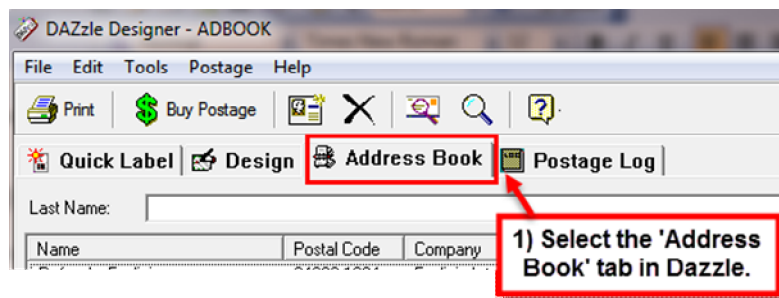 DAZzle Designer - ADBOOK
File Edit Tools Postage Help
Print Buy Postage
Quick Label Design Address Book Postage Log
Last Name:
Name Postal Code Company
1) Select the 'Address
Book' tab in Dazzle.